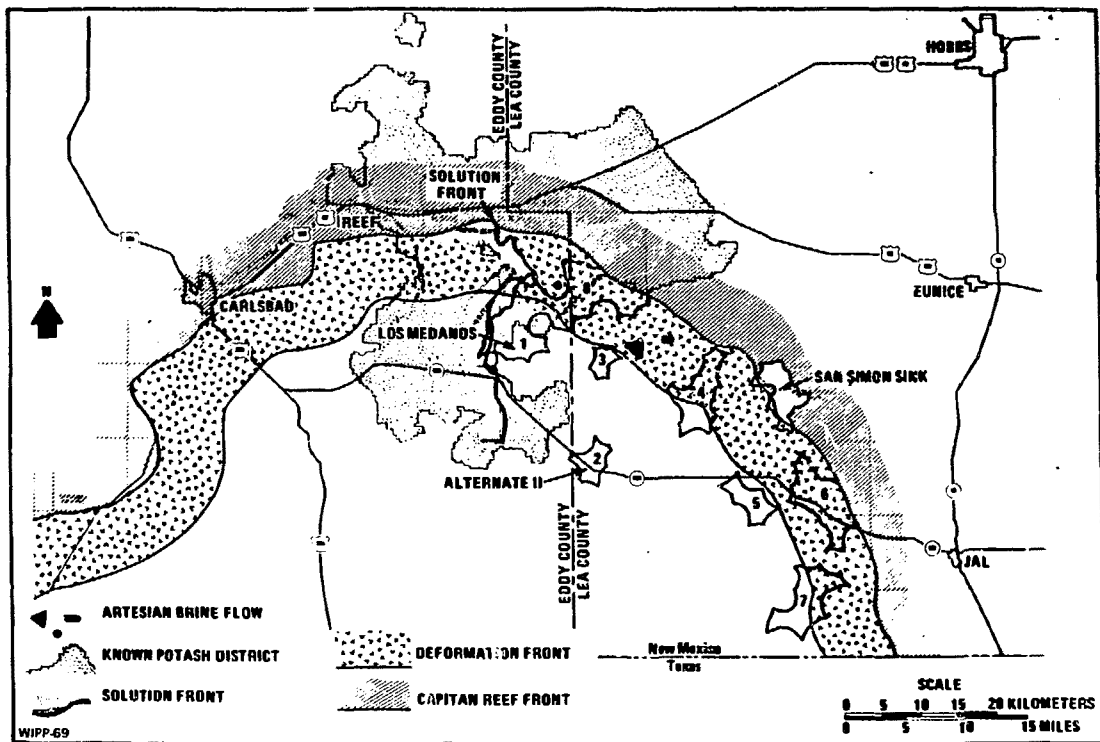 HOBBS
EDDY COUNTY
LEA COUNTY
SOLUTION
FRONT
REEF
CARLSBAD
N
EUNICE
LOS MEDANOS
1
3
8
SAN SIMON SIKK
2
ALTERNATE II
5
6
7
JAL
EDDY COUNTY
LEA COUNTY
New Mexico
Texas
ARTESIAN BRINE FLOW
KNOWN POTASH DISTRICT
SOLUTION FRONT
DEFORMATION FRONT
CAPITAN REEF FRONT
SCALE
0 5 10 15 20 KILOMETERS
0 5 10 15 MILES
WIPP-69